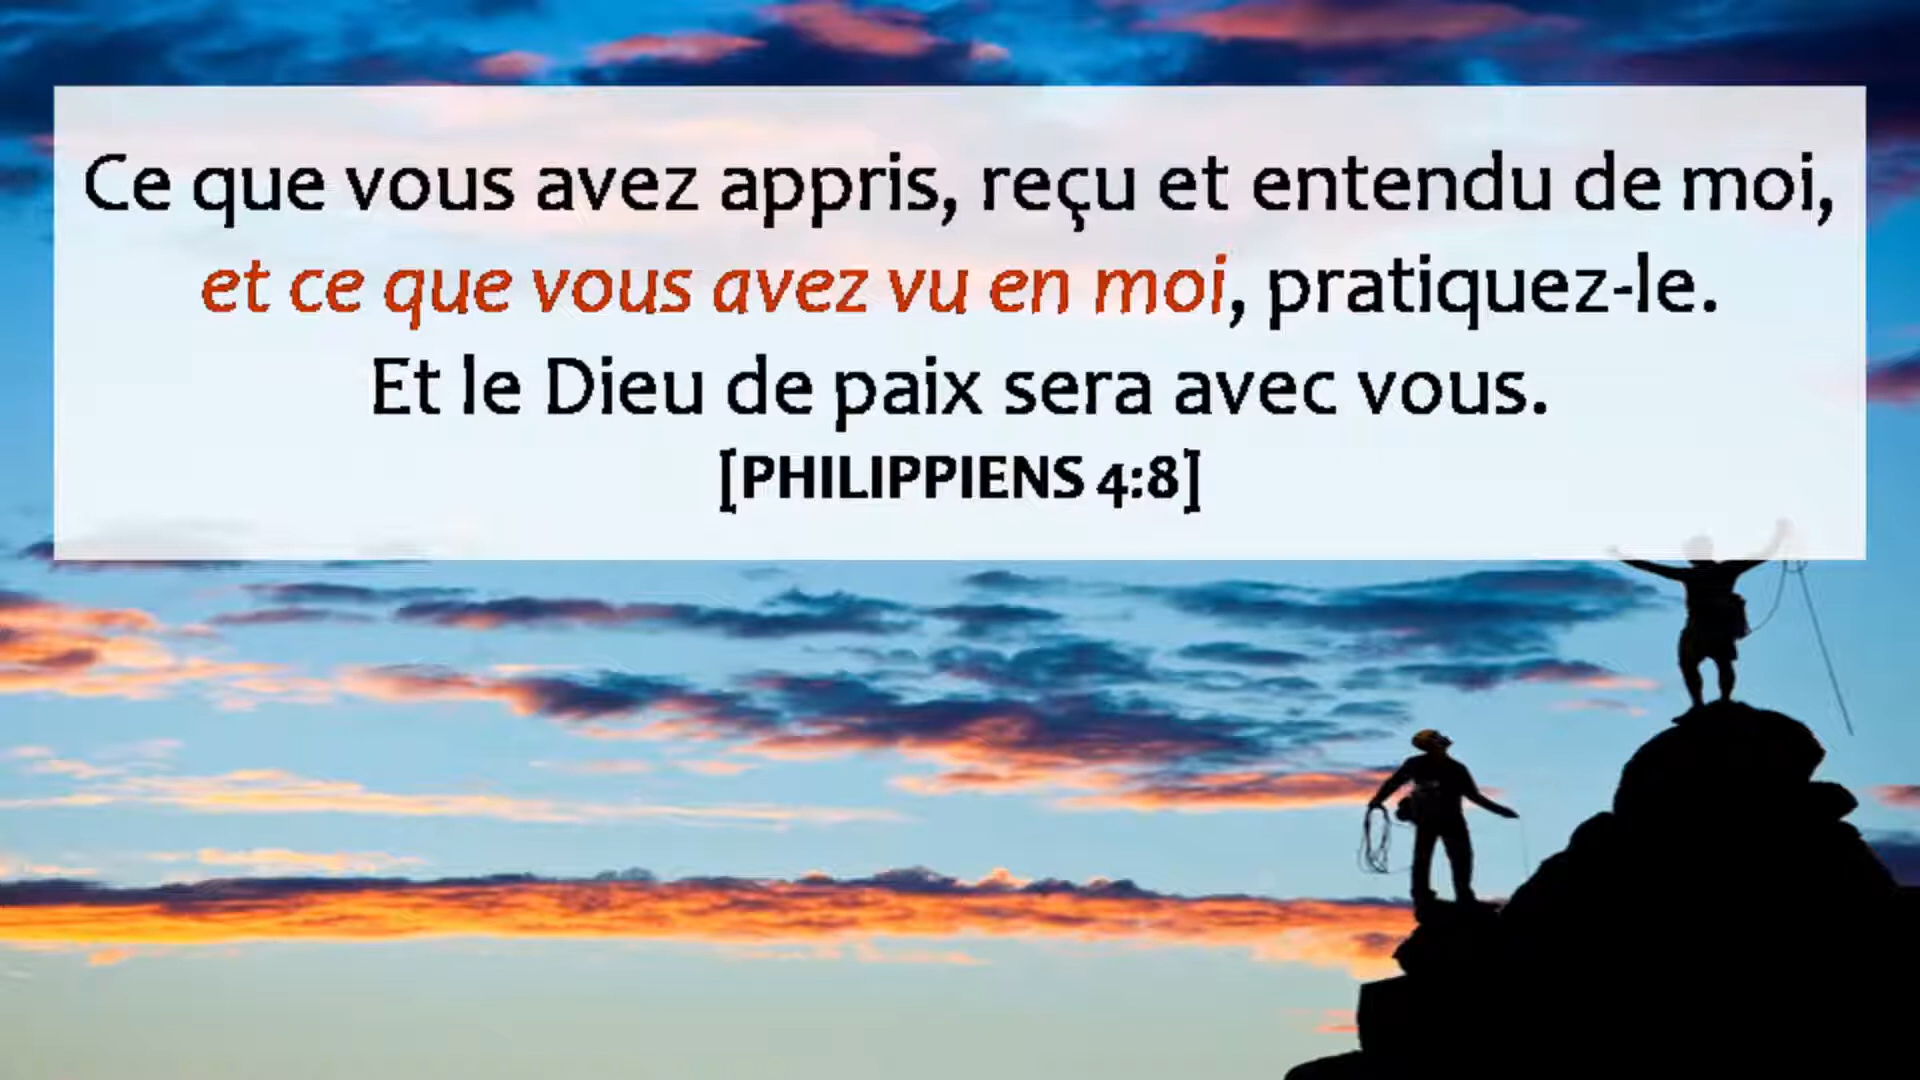 Ce que vous avez appris, reçu et entendu de moi,
et ce que vous avez vu en moi, pratiquez-le.
Et le Dieu de paix sera avec vous.
[PHILIPPIENS 4:8]